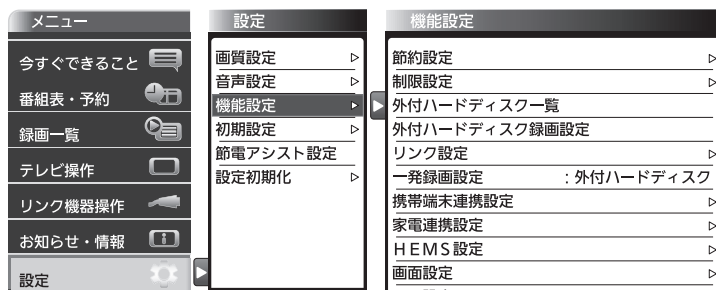 メニュー
今すぐできること
番組表・予約
録画一覧
テレビ操作
リンク機器操作
お知らせ・情報
設定
設定
画質設定
音声設定
機能設定
初期設定
節電アシスト設定
設定初期化
機能設定
節約設定
制限設定
外付ハードディスク一覧
外付ハードディスク録画設定
リンク設定
一発録画設定 :外付ハードディスク
携帯端末連携設定
家電連携設定
HEMS設定
画面設定